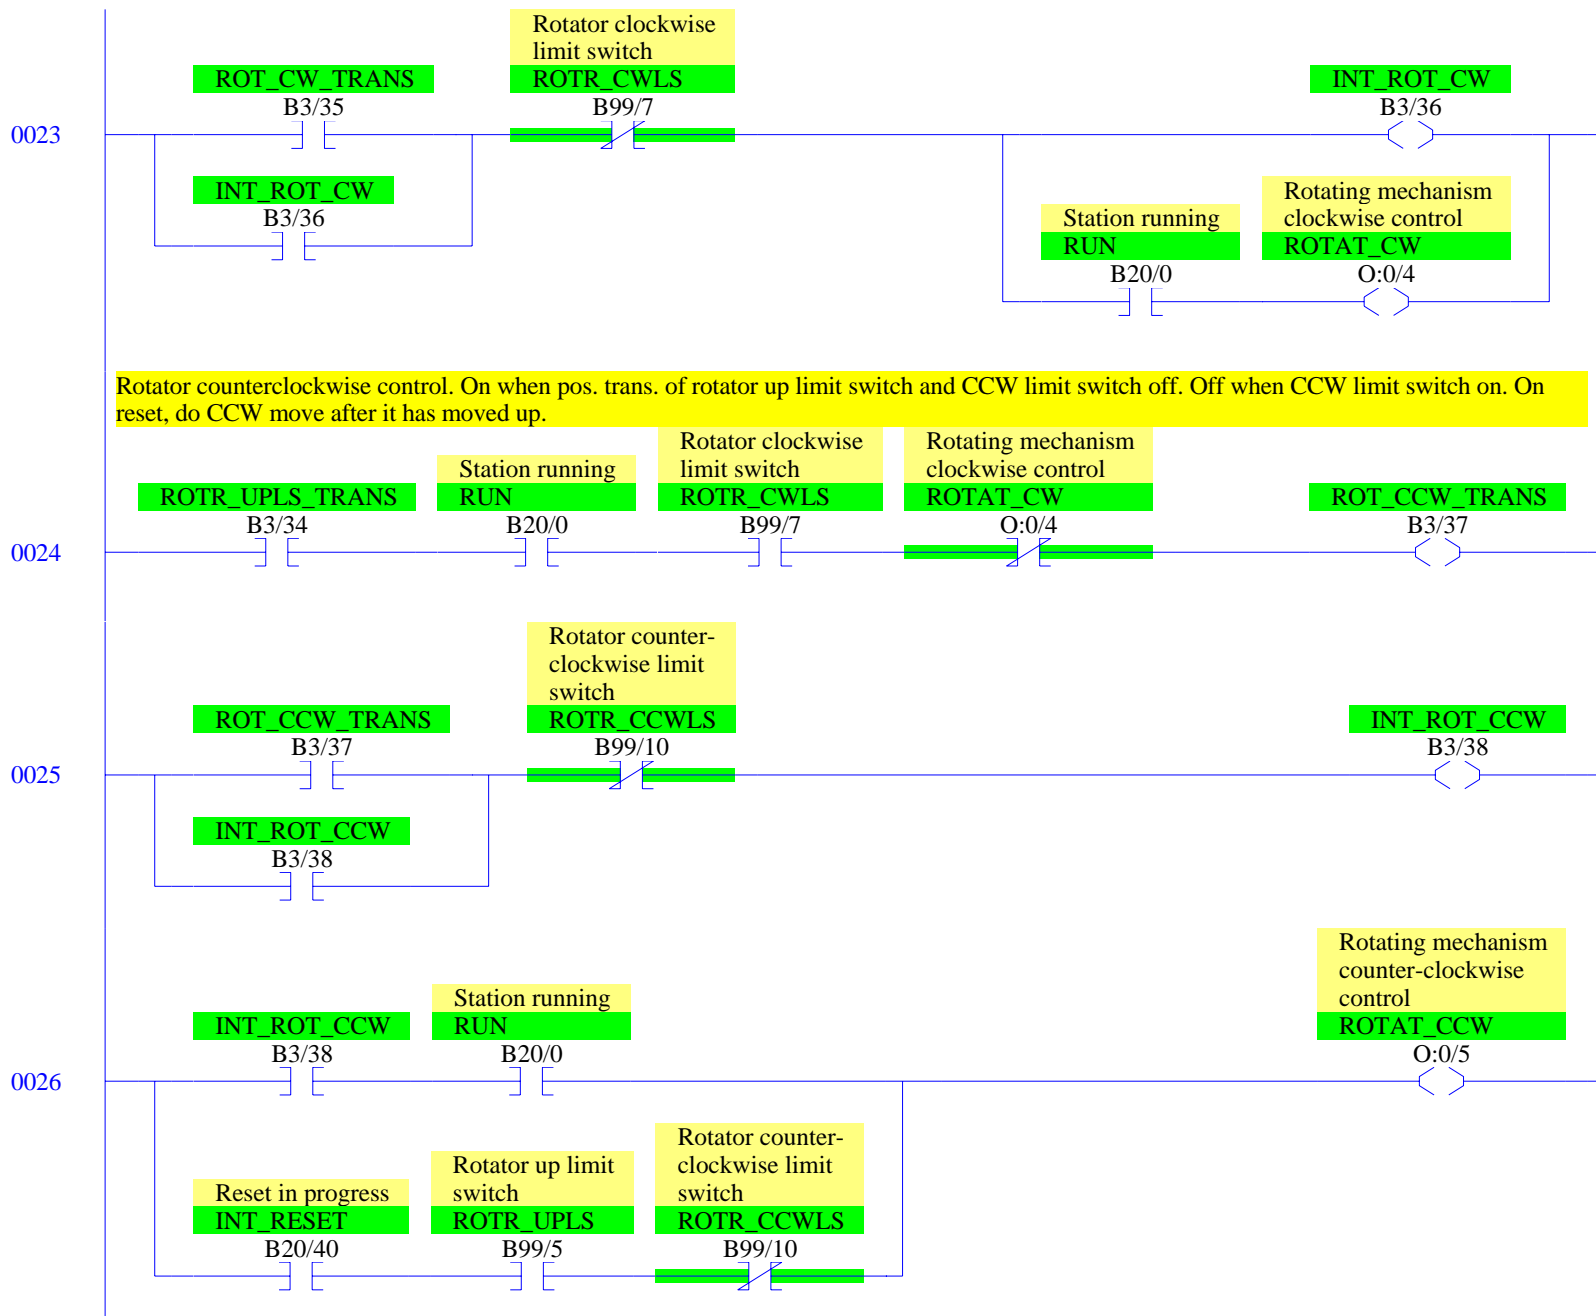 Rotator clockwise
limit switch
ROT_CW_TRANS
ROTR_CWLS
INT_ROT_CW
B3/35
B99/7
B3/36
0023
INT_ROT_CW
B3/36
Station running
RUN
B20/0
Rotating mechanism
clockwise control
ROTAT_CW
O:0/4
Rotator counterclockwise control. On when pos. trans. of rotator up limit switch and CCW limit switch off. Off when CCW limit switch on. On
reset, do CCW move after it has moved up.
ROTR_UPLS_TRANS
B3/34
Station running
RUN
B20/0
Rotator clockwise
limit switch
ROTR_CWLS
B99/7
Rotating mechanism
clockwise control
ROTAT_CW
O:0/4
ROT_CCW_TRANS
B3/37
0024
ROT_CCW_TRANS
B3/37
Rotator counter-
clockwise limit
switch
ROTR_CCWLS
B99/10
INT_ROT_CCW
B3/38
0025
INT_ROT_CCW
B3/38
INT_ROT_CCW
B3/38
Station running
RUN
B20/0
Rotating mechanism
counter-clockwise
control
ROTAT_CCW
O:0/5
0026
Reset in progress
INT_RESET
B20/40
Rotator up limit
switch
ROTR_UPLS
B99/5
Rotator counter-
clockwise limit
switch
ROTR_CCWLS
B99/10